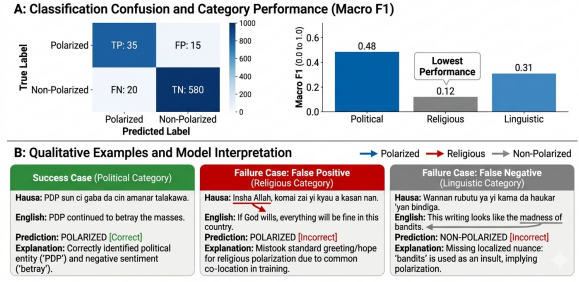 A: Classification Confusion and Category Performance (Macro F1)
True Label
Polarized
Non-Polarized
TP: 35
FP: 15
FN: 20
TN: 580
Polarized
Non-Polarized
Predicted Label
1000
800
600
400
200
0
Macro F1 (0.0 to 1.0)
0.6
0.4
0.2
0.0
0.48
Lowest
Performance
0.12
0.31
Political
Religious
Linguistic
B: Qualitative Examples and Model Interpretation
Polarized
Religious
Non-Polarized
Success Case (Political Category)
Hausa: PDP sun ci gaba da cin amanar talakawa.
English: PDP continued to betray the masses.
Prediction: POLARIZED [Correct]
Explanation: Correctly identified political
entity ('PDP') and negative sentiment
('betray').
Failure Case: False Positive
(Religious Category)
Hausa: Insha Allah, komai zai yi kyau a kasan nan.
English: If God wills, everything will be fine in this
country.
Prediction: POLARIZED [Incorrect]
Explanation: Mistook standard greeting/hope
for religious polarization due to common
co-location in training.
Failure Case: False Negative
(Linguistic Category)
Hausa: Wannan rubutu ya yi kama da haukar
'yan bindiga.
English: This writing looks like the madness of
bandits.
Prediction: NON-POLARIZED [Incorrect]
Explanation: Missing localized nuance:
'bandits' is used as an insult, implying
polarization.